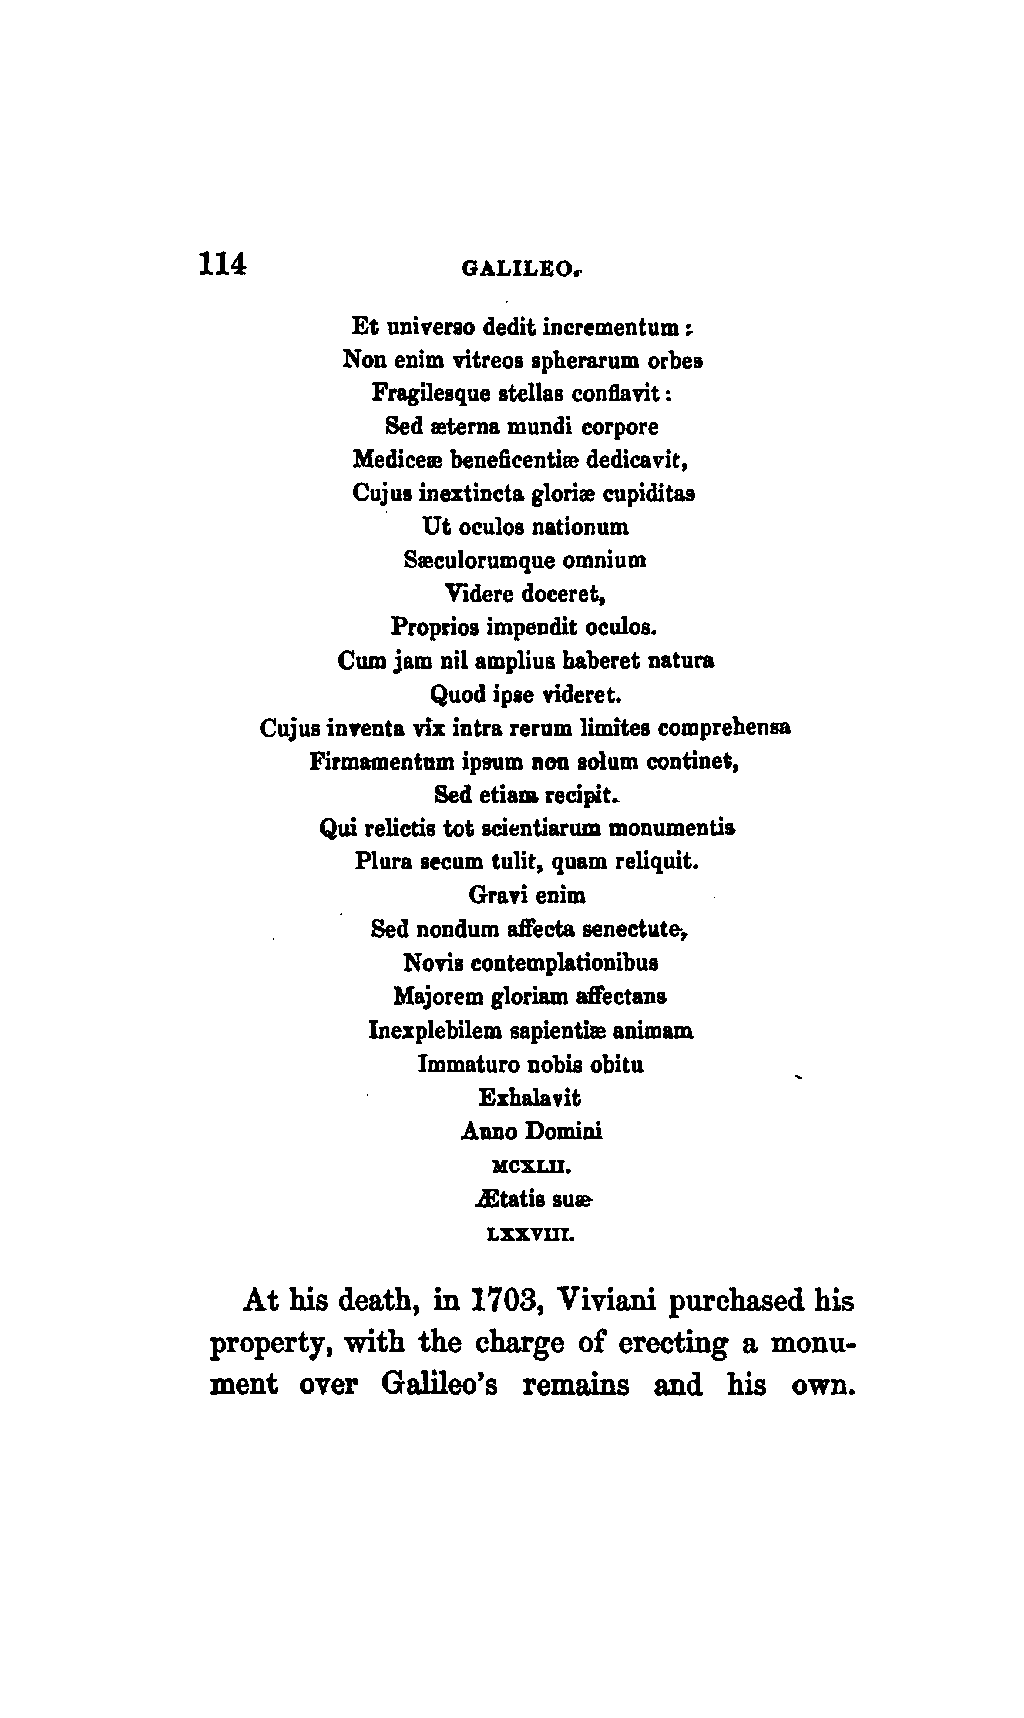 114 GALILEO.
Et universo dedit incrementum :
Non enim vitreos spherarum orbes
Fragilesque stellas conflavit :
Sed æterna mundi corpore
Mediceæ beneficentiæ dedicavit,
Cujus inextincta gloriæ cupiditas
Ut oculos nationum
Sæculorumque omnium
Videre doceret,
Proprios impendit oculos.
Cum jam nil amplius haberet natura
Quod ipse videret.
Cujus inventa vix intra rerum limites comprehensa
Firmamentum ipsum non solum continet,
Sed etiam recipit.
Qui relictis tot scientiarum monumentis
Plura secum tulit, quam reliquit.
Gravi enim
Sed nondum affecta senectute,
Novis contemplationibus
Majorem gloriam affectans
Inexplebilem sapientiæ animam
Immaturo nobis obitu
Exhalavit
Anno Domini
MCXLII.
Ætatis suæ
LXXVIII.
At his death, in 1703, Viviani purchased his
property, with the charge of erecting a monu-
ment over Galileo's remains and his own.